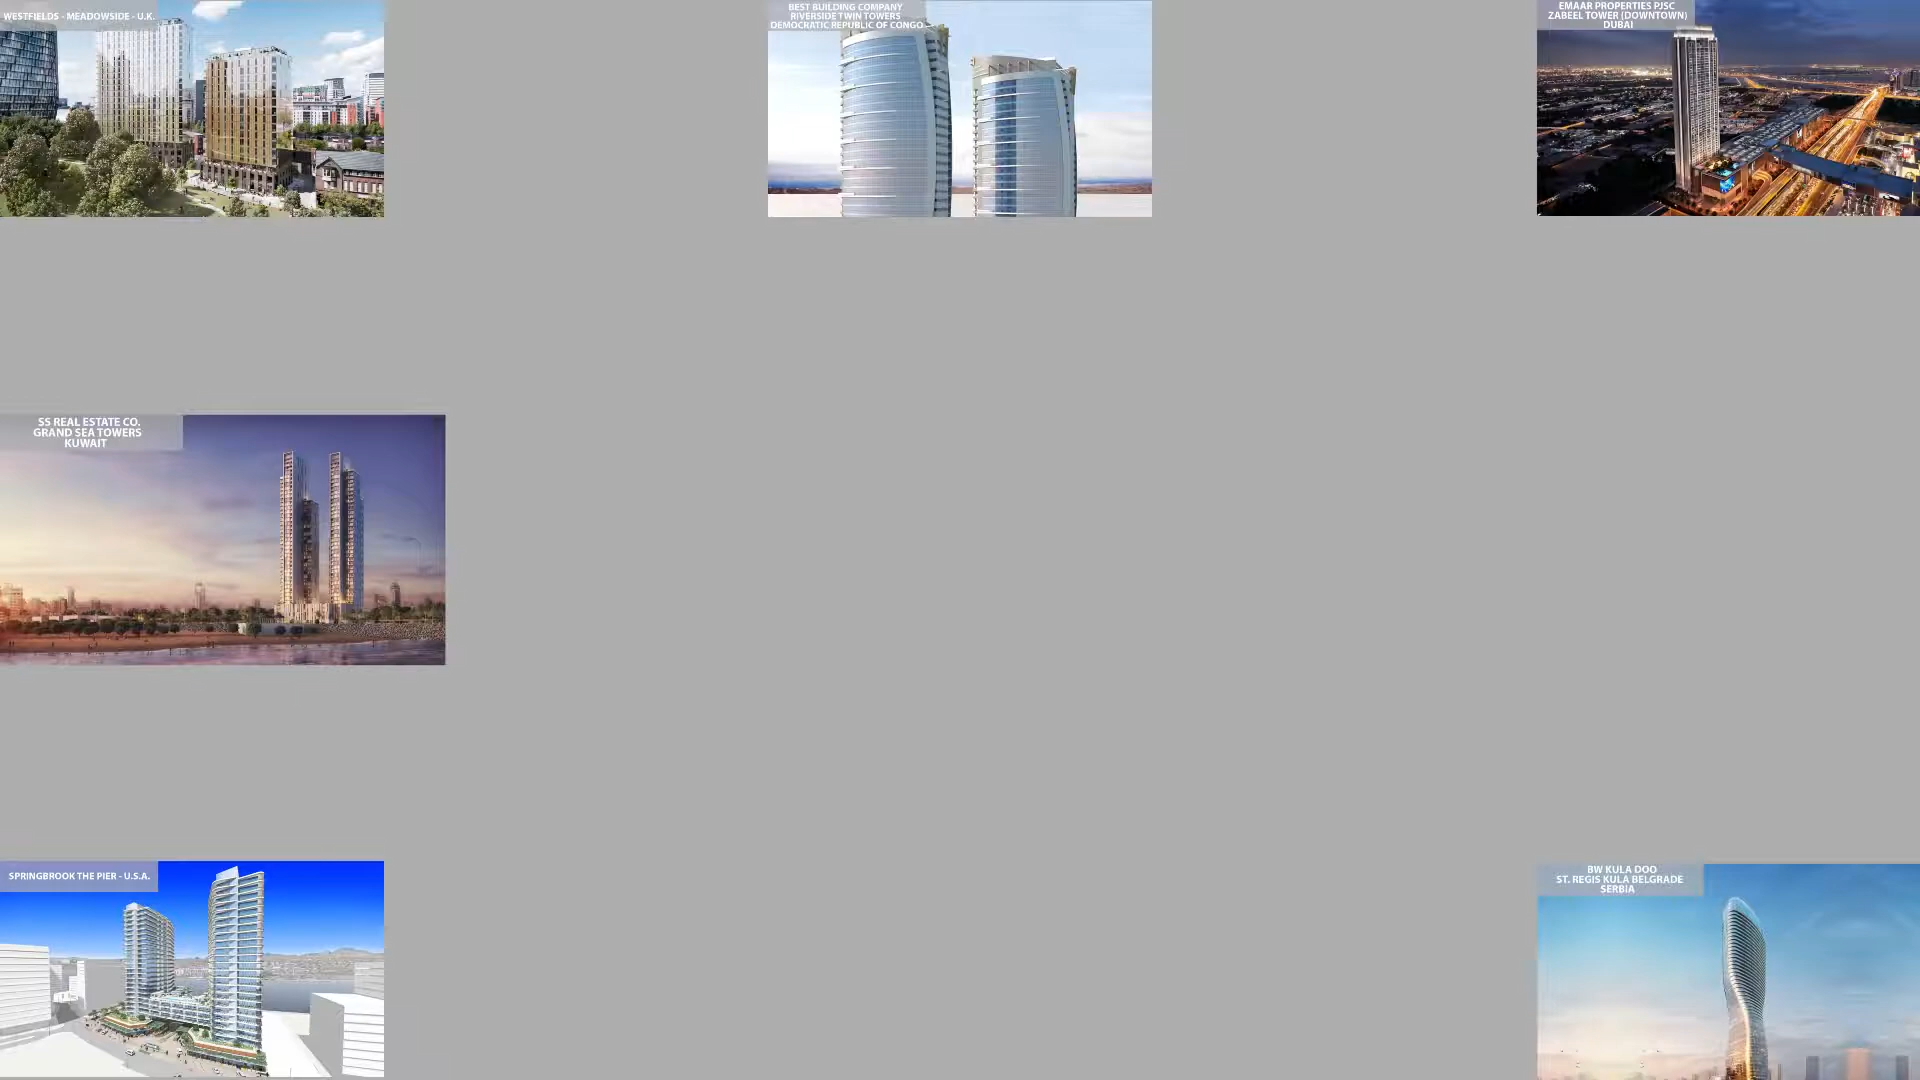 WESTFIELDS - MEADOWSIDE - U.K.
BEST BUILDING COMPANY
RIVERSIDE TWIN TOWERS
DEMOCRATIC REPUBLIC OF CONGO
EMAAR PROPERTIES PJSC
ZABEEL TOWER (DOWNTOWN)
DUBAI
SS REAL ESTATE CO.
GRAND SEA TOWERS
KUWAIT
SPRINGBROOK THE PIER - U.S.A.
BW KULA DOO
ST. REGIS KULA BELGRADE
SERBIA